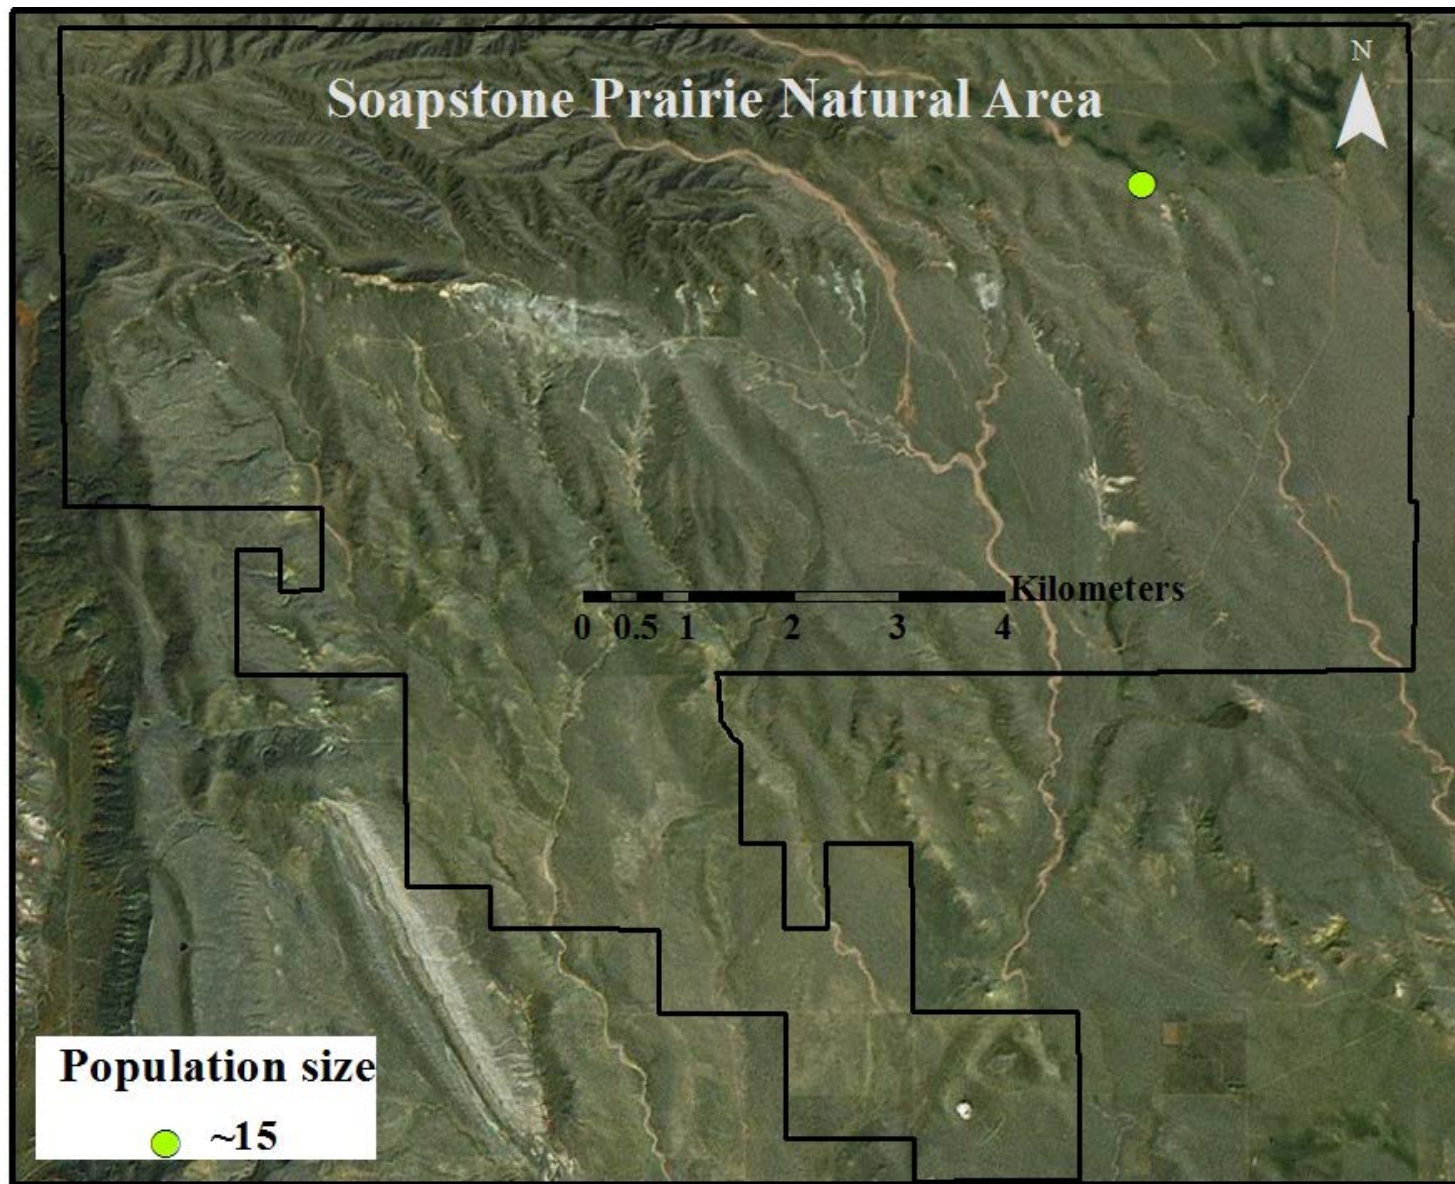 N
Soapstone Prairie Natural Area
Kilometers
0 0.5 1 2 3 4
Population size
~15